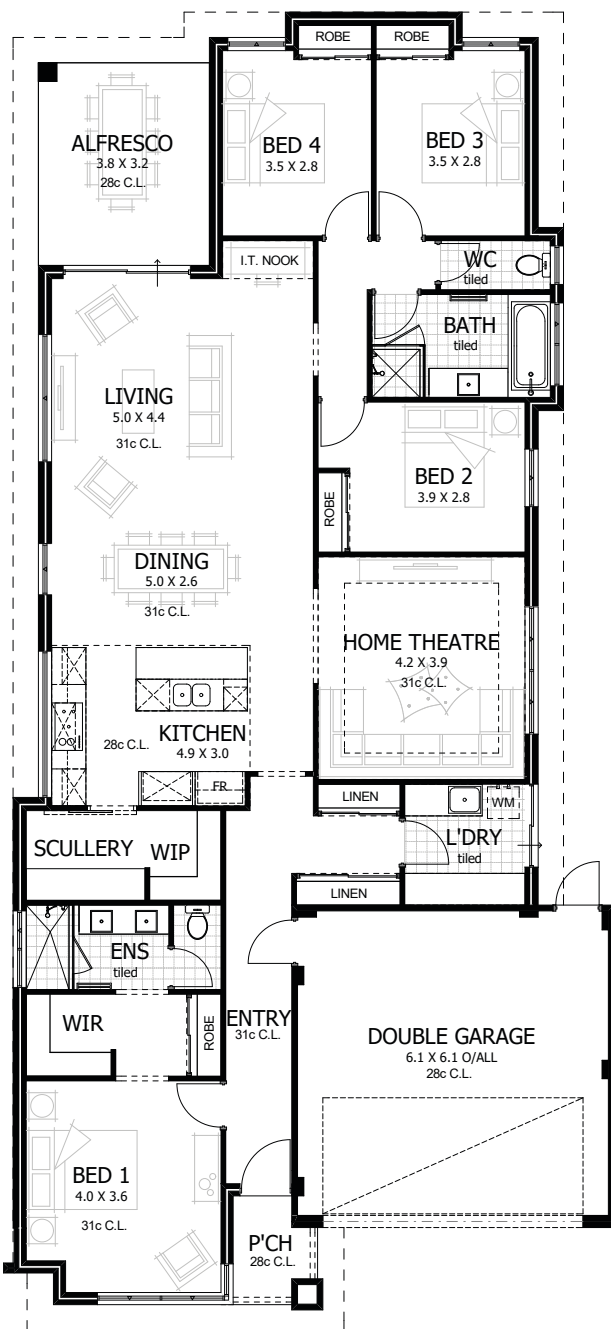 ROBE
ROBE
ALFRESCO
3.8 X 3.2
28c C.L.
BED 4
3.5 X 2.8
BED 3
3.5 X 2.8
I.T. NOOK
WC
tiled
BATH
tiled
LIVING
5.0 X 4.4
31c C.L.
BED 2
3.9 X 2.8
ROBE
DINING
5.0 X 2.6
31c C.L.
HOME THEATRE
4.2 X 3.9
31c C.L.
KITCHEN
4.9 X 3.0
28c C.L.
FR
LINEN
WM
L'DRY
tiled
SCULLERY
WIP
LINEN
ENS
tiled
WIR
ROBE
ENTRY
31c C.L.
DOUBLE GARAGE
6.1 X 6.1 O/ALL
28c C.L.
BED 1
4.0 X 3.6
31c C.L.
P'CH
28c C.L.